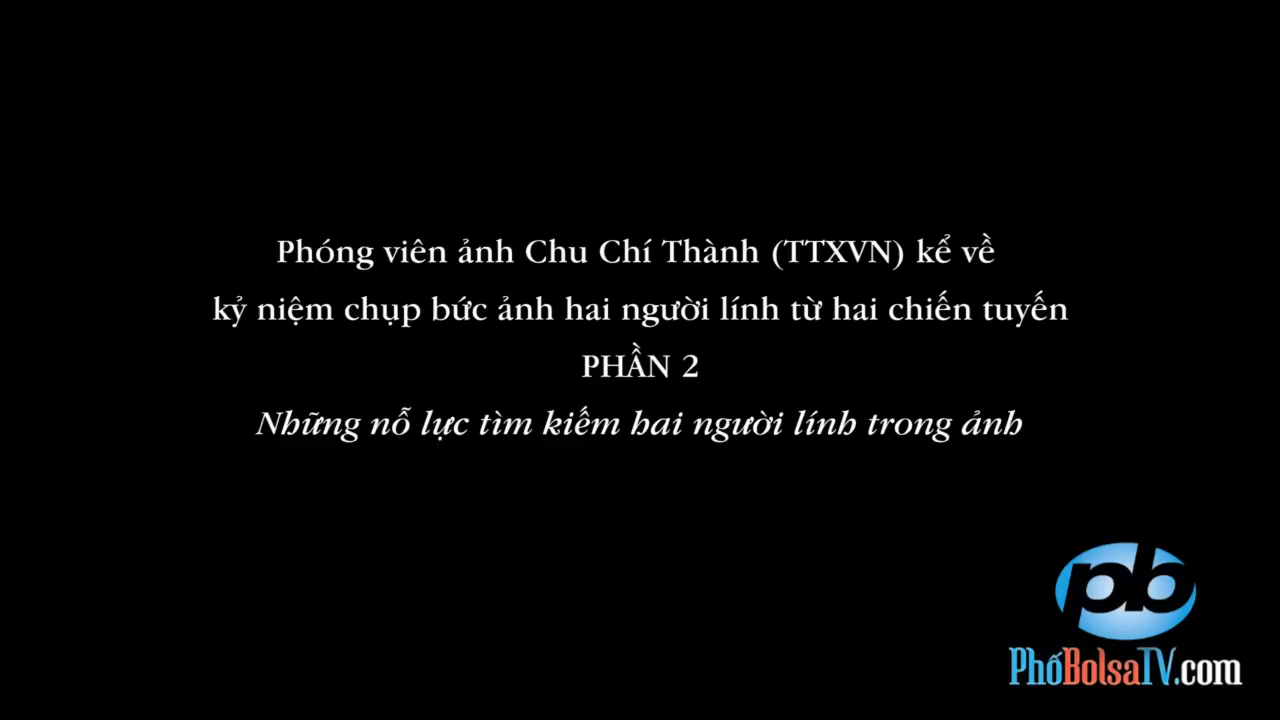 Phóng viên ảnh Chu Chí Thành (TTXVN) kể về
kỷ niệm chụp bức ảnh hai người lính từ hai chiến tuyến
PHẦN 2
Những nỗ lực tìm kiếm hai người lính trong ảnh
pb
PhốBolsaTV.com